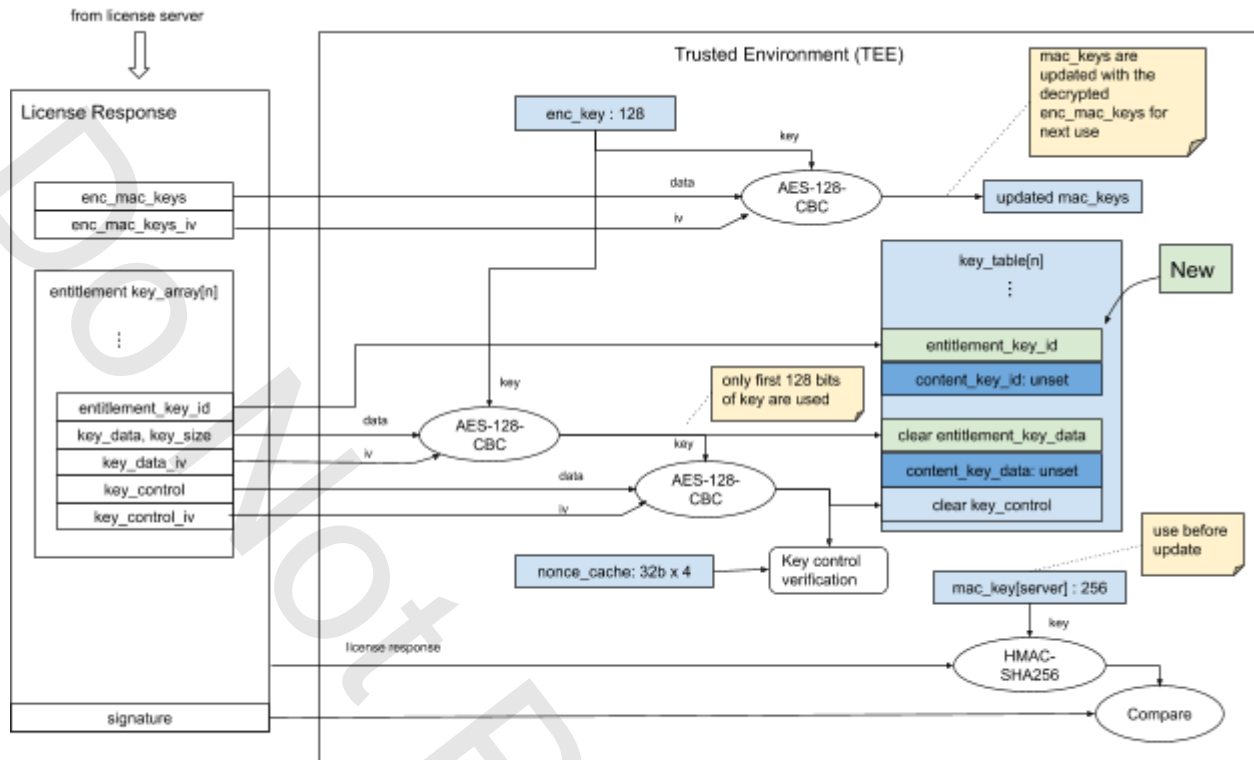 from license server
Trusted Environment (TEE)
mac_keys are
updated with the
decrypted
enc_mac_keys for
next use
License Response
enc_key : 128
key
enc_mac_keys
data
AES-128-
CBC
updated mac_keys
enc_mac_keys_iv
iv
entitlement key_array[n]
⋮
key_table[n]
⋮
New
entitlement_key_id
content_key_id: unset
only first 128 bits
of key are used
key
entitlement_key_id
key_data, key_size
data
AES-128-
CBC
clear entitlement_key_data
key_data_iv
iv
key
content_key_data: unset
key_control
data
AES-128-
CBC
key_control_iv
iv
clear key_control
use before
update
nonce_cache: 32b x 4
Key control
verification
mac_key[server] : 256
key
license response
HMAC-
SHA256
signature
Compare
Do Not